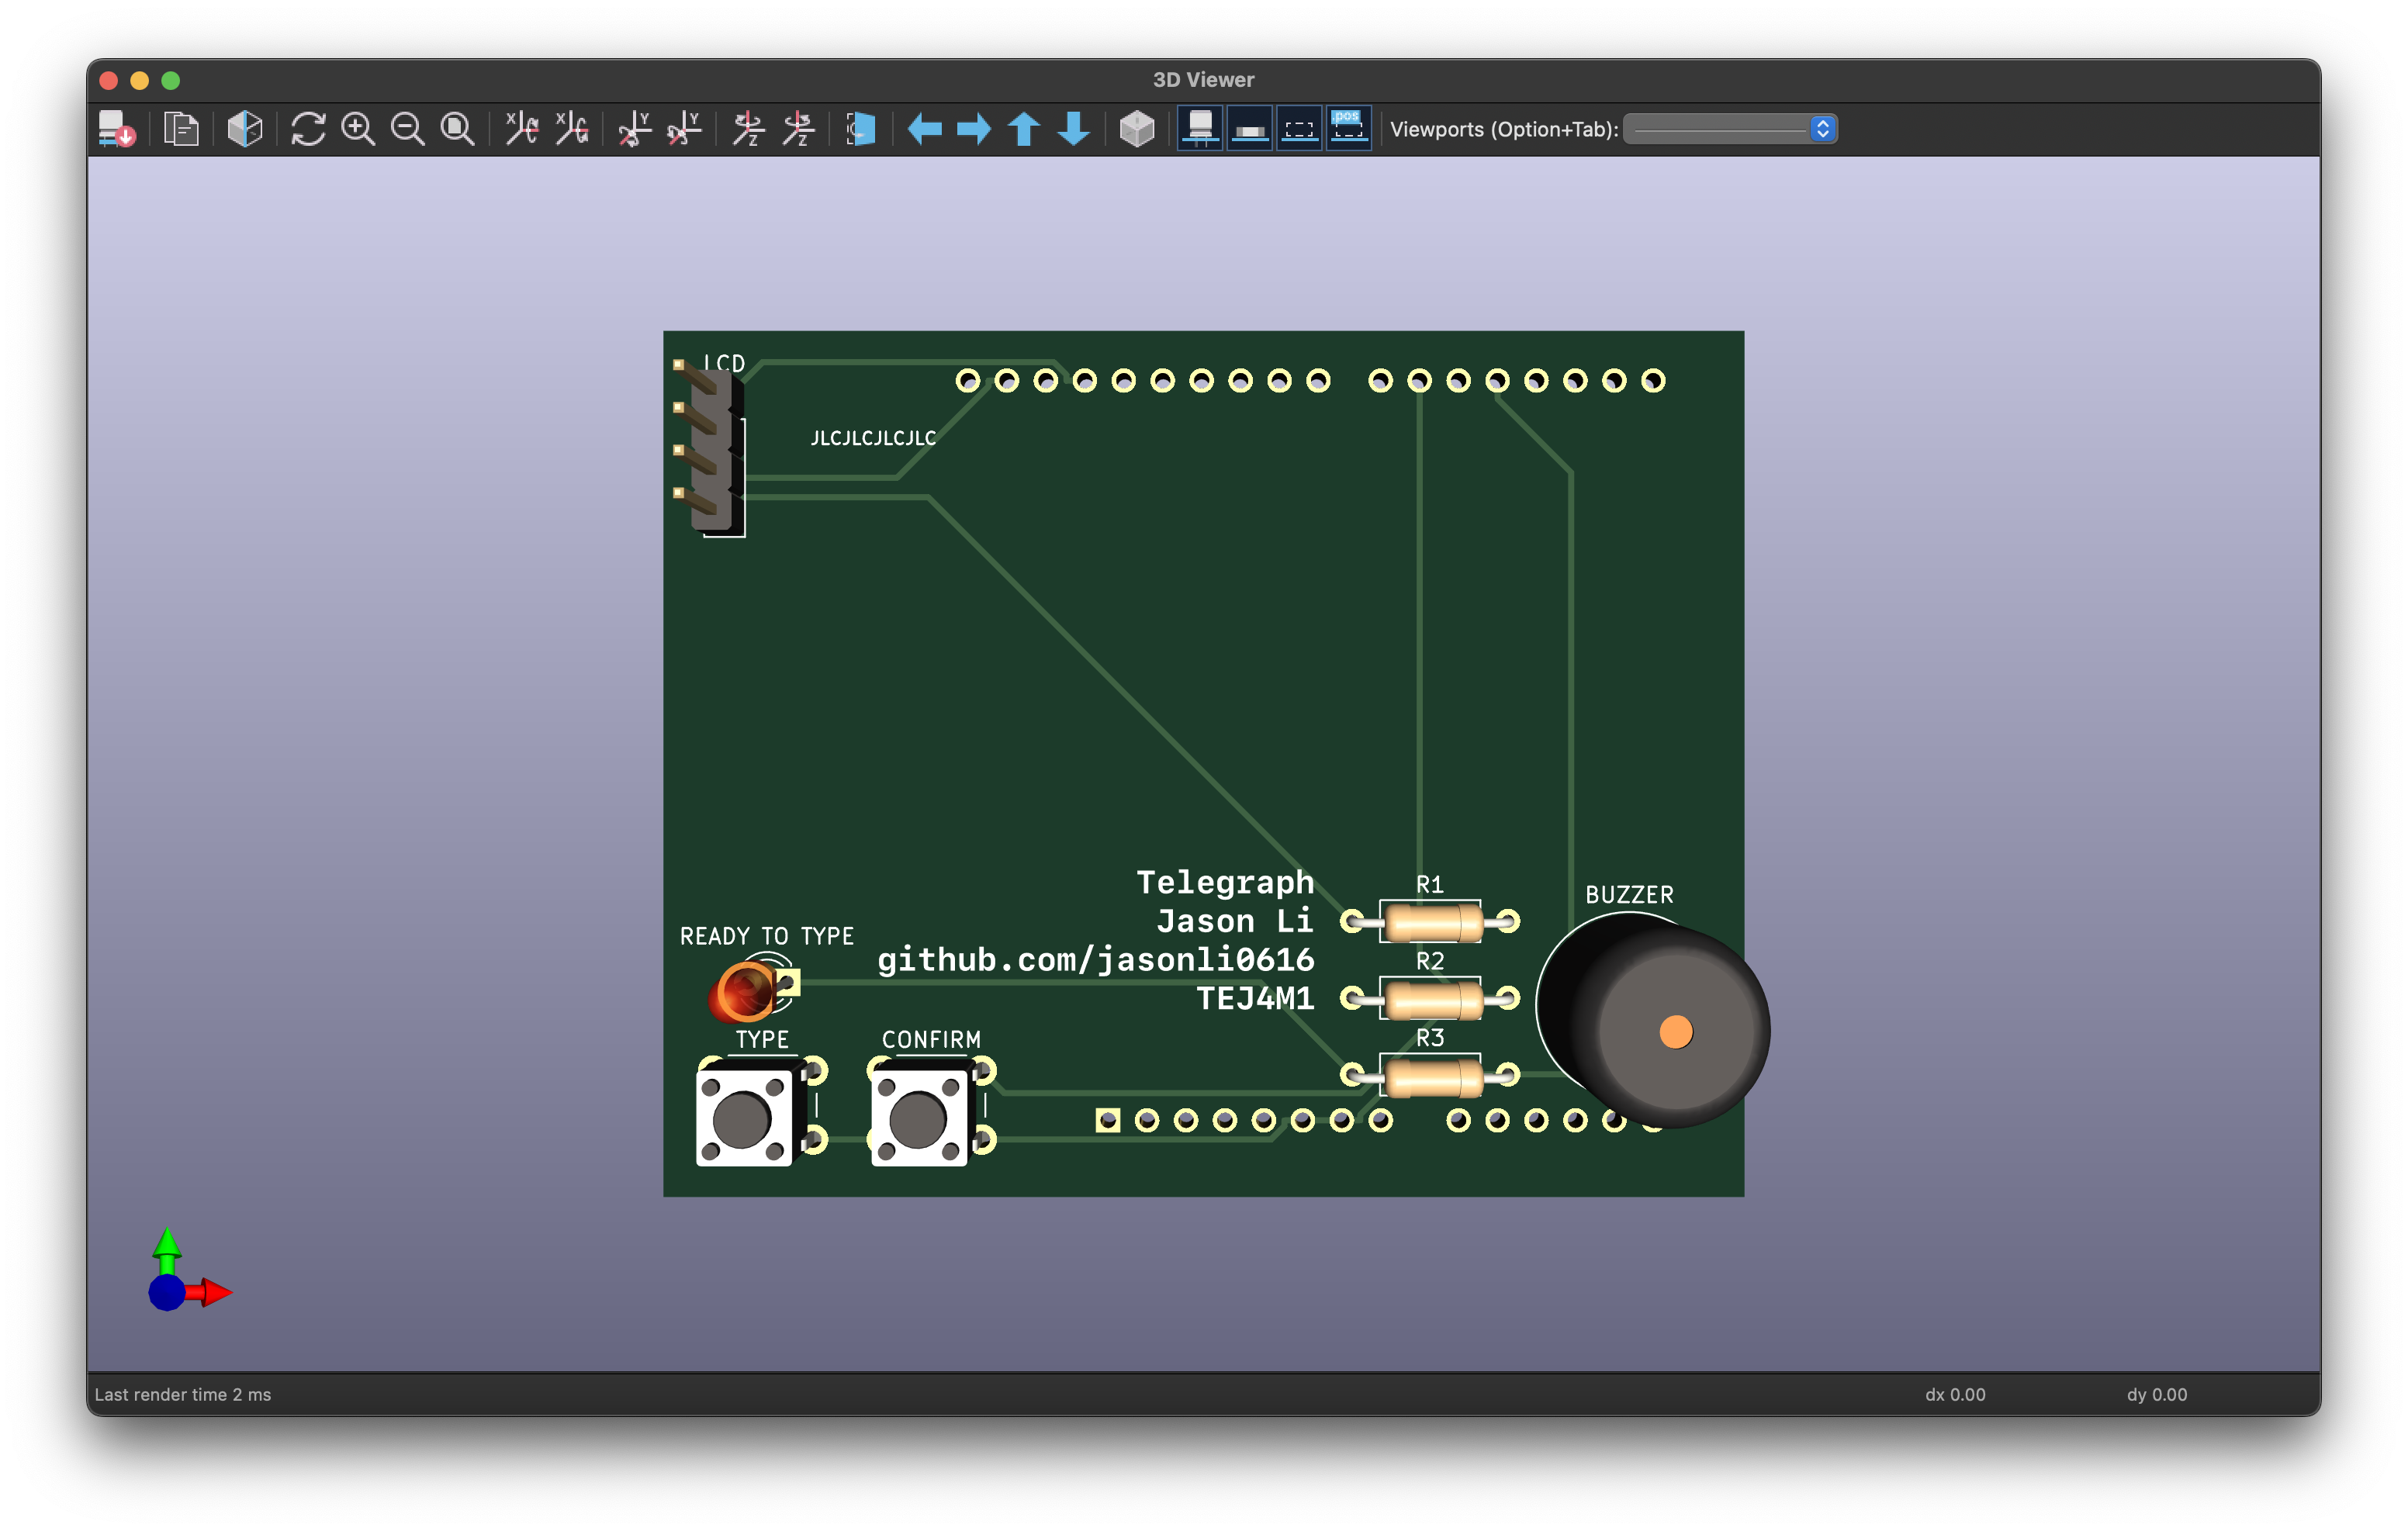 3D Viewer
X X Y Y Z Z .pos Viewports (Option+Tab):
LCD
JLCJLCJLCJLC
Telegraph
Jason Li
github.com/jasonli0616
TEJ4M1
R1
R2
R3
BUZZER
READY TO TYPE
TYPE
CONFIRM
Last render time 2 ms
dx 0.00
dy 0.00